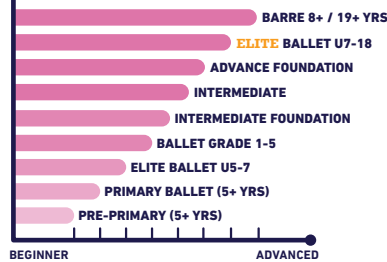 BARRE 8+ / 19+ YRS
ELITE BALLET U7-18
ADVANCE FOUNDATION
INTERMEDIATE
INTERMEDIATE FOUNDATION
BALLET GRADE 1-5
ELITE BALLET U5-7
PRIMARY BALLET (5+ YRS)
PRE-PRIMARY (5+ YRS)
BEGINNER ADVANCED